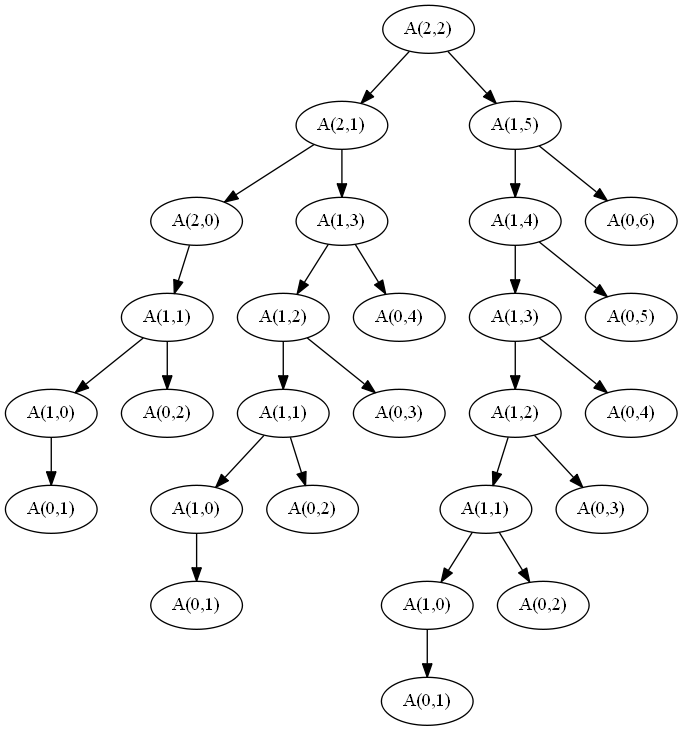 A(2,2)
A(2,1) A(1,5)
A(2,0) A(1,3) A(1,4) A(0,6)
A(1,1) A(1,2) A(0,4) A(1,3) A(0,5)
A(1,0) A(0,2) A(1,1) A(0,3) A(1,2) A(0,4)
A(0,1) A(1,0) A(0,2) A(1,1) A(0,3)
A(0,1) A(1,0) A(0,2)
A(0,1)